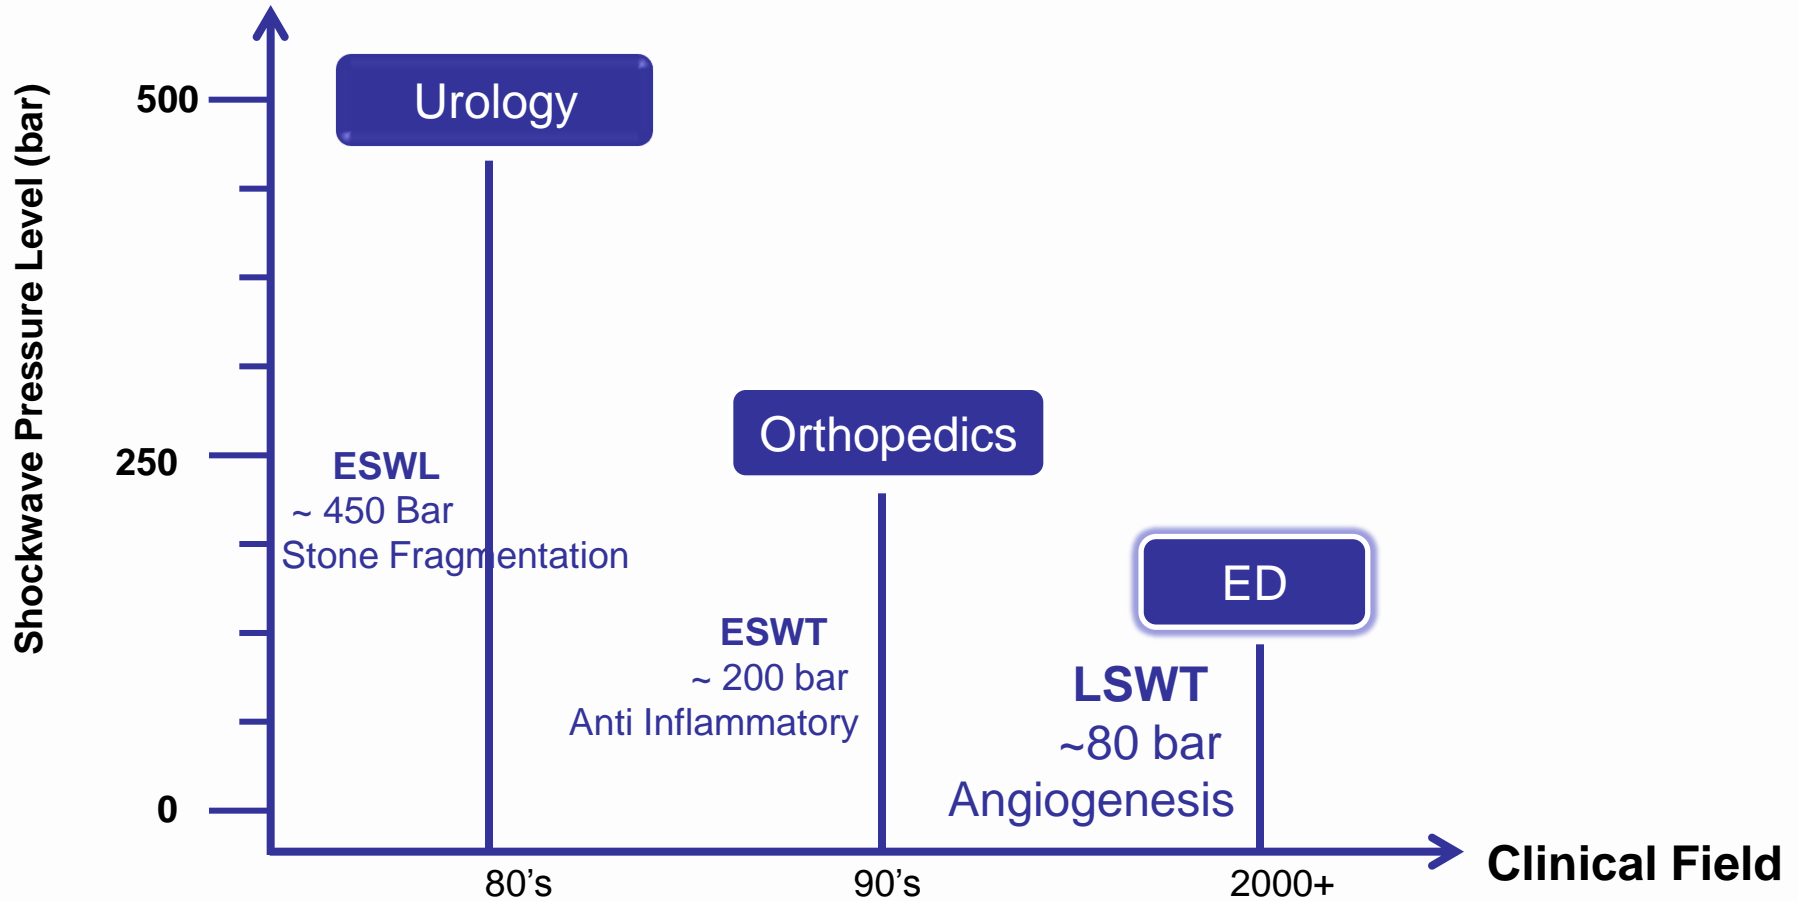 Shockwave Pressure Level (bar)
500
250
0
Urology
ESWL
~ 450 Bar
Stone Fragmentation
Orthopedics
ESWT
~ 200 bar
Anti Inflammatory
ED
LSWT
~80 bar
Angiogenesis
80’s
90’s
2000+
Clinical Field